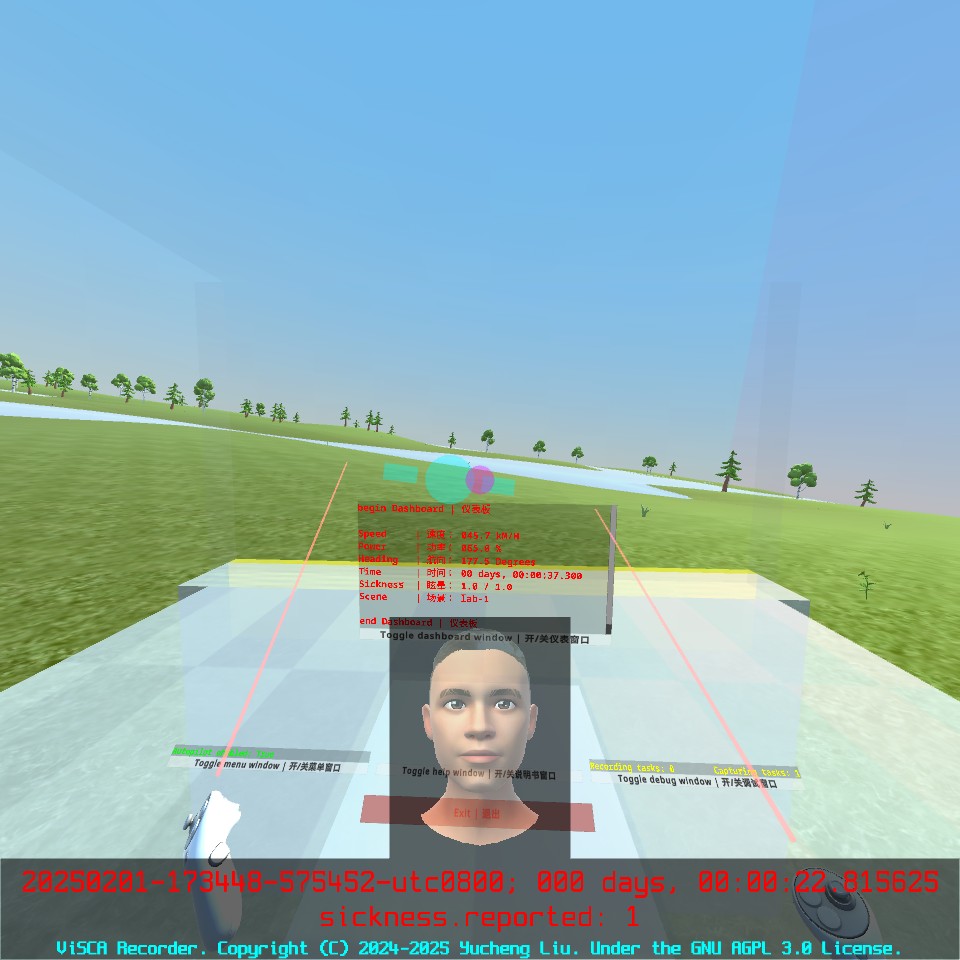 begin Dashboard | 仪表板
Speed | 速度: 045.7 kM/H
Power | 功率: 065.8 %
Heading | 航向: 177.5 Degrees
Time | 时间: 00 days, 00:00:37.300
Sickness | 眩晕: 1.0 / 1.0
Scene | 场景: lab-1
end Dashboard | 仪表板
Toggle dashboard window | 开/关仪表窗口
Toggle menu window | 开/关菜单窗口
Toggle help window | 开/关说明书窗口
Recording tasks: 0 Capturing tasks: 1
Toggle debug window | 开/关调试窗口
Exit | 退出
20250201-173448-575452-utc0800; 000 days, 00:00:22.815625
sickness.reported: 1
ViSCA Recorder. Copyright (C) 2024-2025 Yucheng Liu. Under the GNU AGPL 3.0 License.